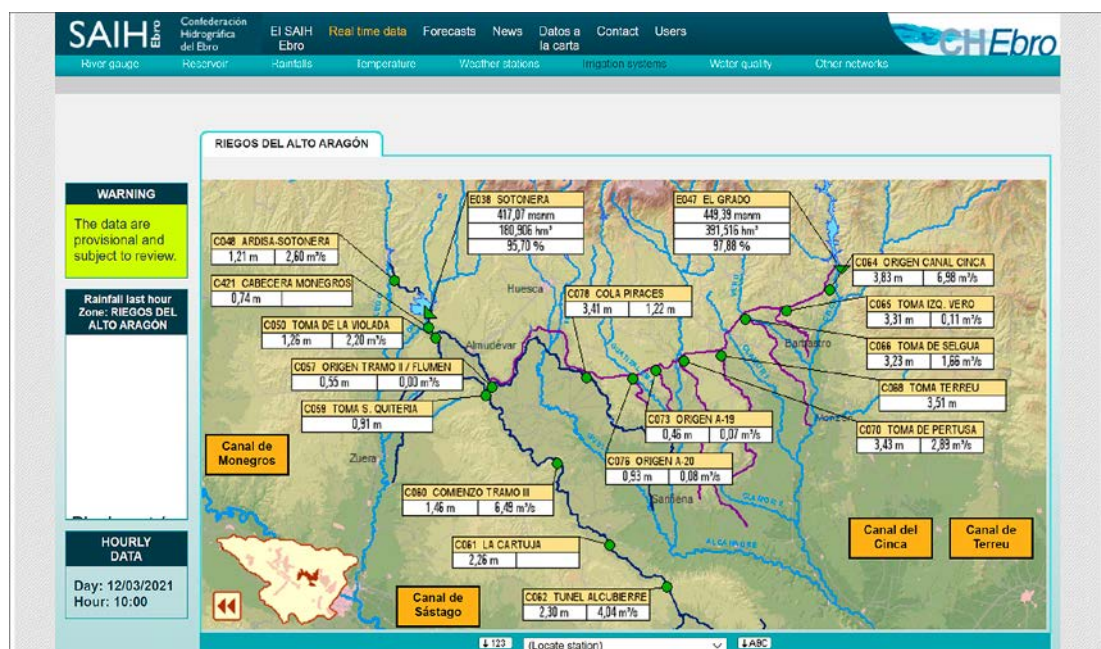 SAIH Ebro
Confederación
Hidrográfica
del Ebro
El SAIH
Ebro
Real time data
Forecasts
News
Datos a
la carta
Contact
Users
CHEbro
River gauge
Reservoir
Rainfalls
Temperature
Weather stations
Irrigation systems
Water quality
Other networks
RIEGOS DEL ALTO ARAGÓN
WARNING
The data are
provisional and
subject to review.
Rainfall last hour
Zone: RIEGOS DEL
ALTO ARAGÓN
HOURLY
DATA
Day: 12/03/2021
Hour: 10:00
E038 SOTONERA
417,07 msnm
180,906 hm³
95,70 %
E047 EL GRADO
449,39 msnm
391,516 hm³
97,88 %
C048 ARDISA-SOTONERA
1,21 m 2,60 m³/s
C421 CABECERA MONEGROS
0,74 m
C050 TOMA DE LA VIOLADA
1,26 m 2,20 m³/s
C057 ORIGEN TRAMO II / FLUMEN
0,55 m 0,00 m³/s
C059 TOMA S. QUITERIA
0,91 m
C078 COLA PIRACES
3,41 m 1,22 m
C064 ORIGEN CANAL CINCA
3,83 m 6,98 m³/s
C065 TOMA IZQ. VERO
3,31 m 0,11 m³/s
C066 TOMA DE SELGUA
3,23 m 1,66 m³/s
C068 TOMA TERREU
3,51 m
C070 TOMA DE PERTUSA
3,43 m 2,89 m³/s
C073 ORIGEN A-19
0,46 m 0,07 m³/s
C076 ORIGEN A-20
0,93 m 0,08 m³/s
C060 COMIENZO TRAMO III
1,46 m 6,49 m³/s
C061 LA CARTUJA
2,26 m
C062 TUNEL ALCUBIERRE
2,30 m 4,04 m³/s
Huesca
Almudévar
Barbastro
Monzón
Zuera
Sariñena
ALCANADRE
Canal de
Monegros
Canal de
Sástago
Canal del
Cinca
Canal de
Terreu
↓123
(Locate station)
↓ABC